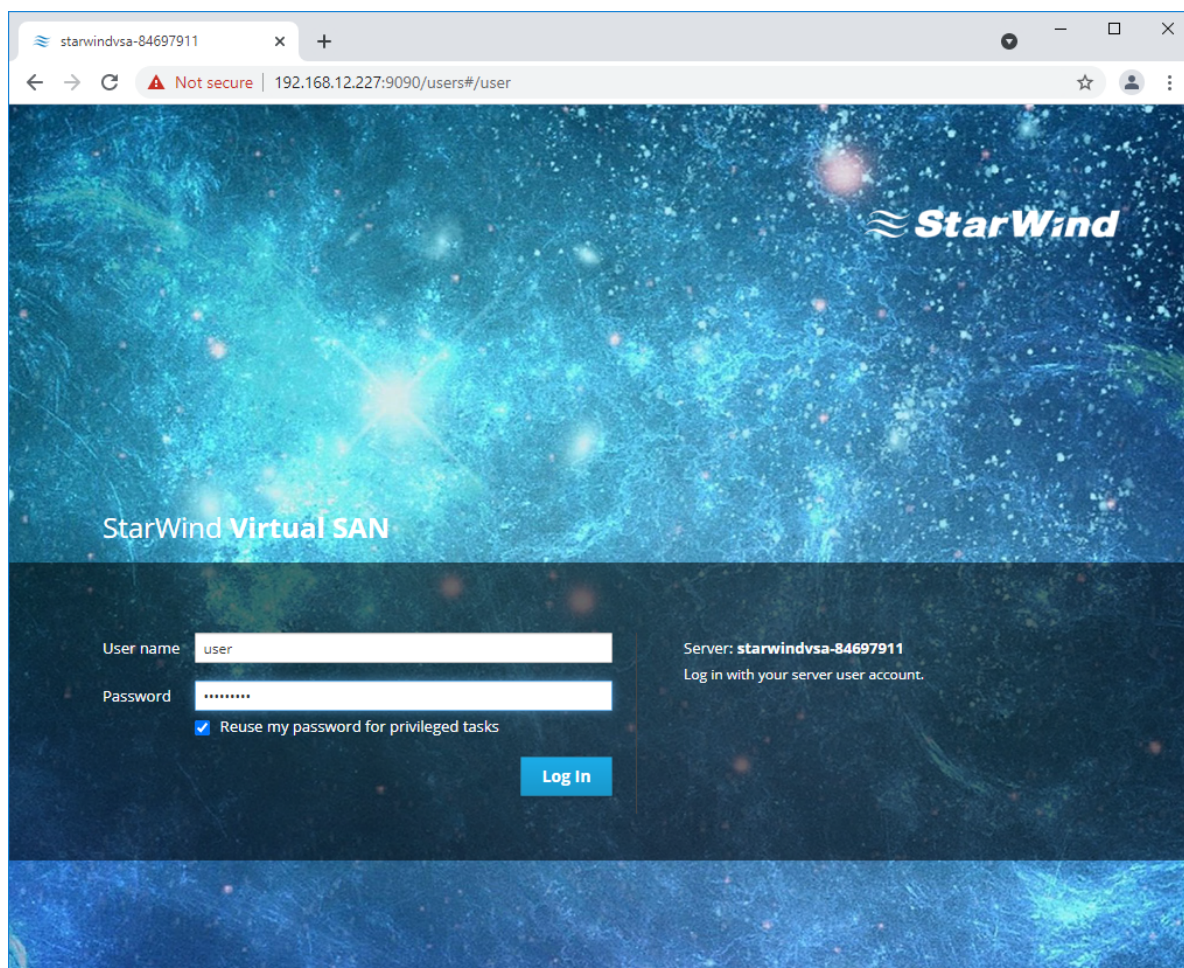 starwindvsa-84697911
Not secure | 192.168.12.227:9090/users#/user
StarWind
StarWind Virtual SAN
User name user
Password •••••••••
Reuse my password for privileged tasks
Log In
Server: starwindvsa-84697911
Log in with your server user account.